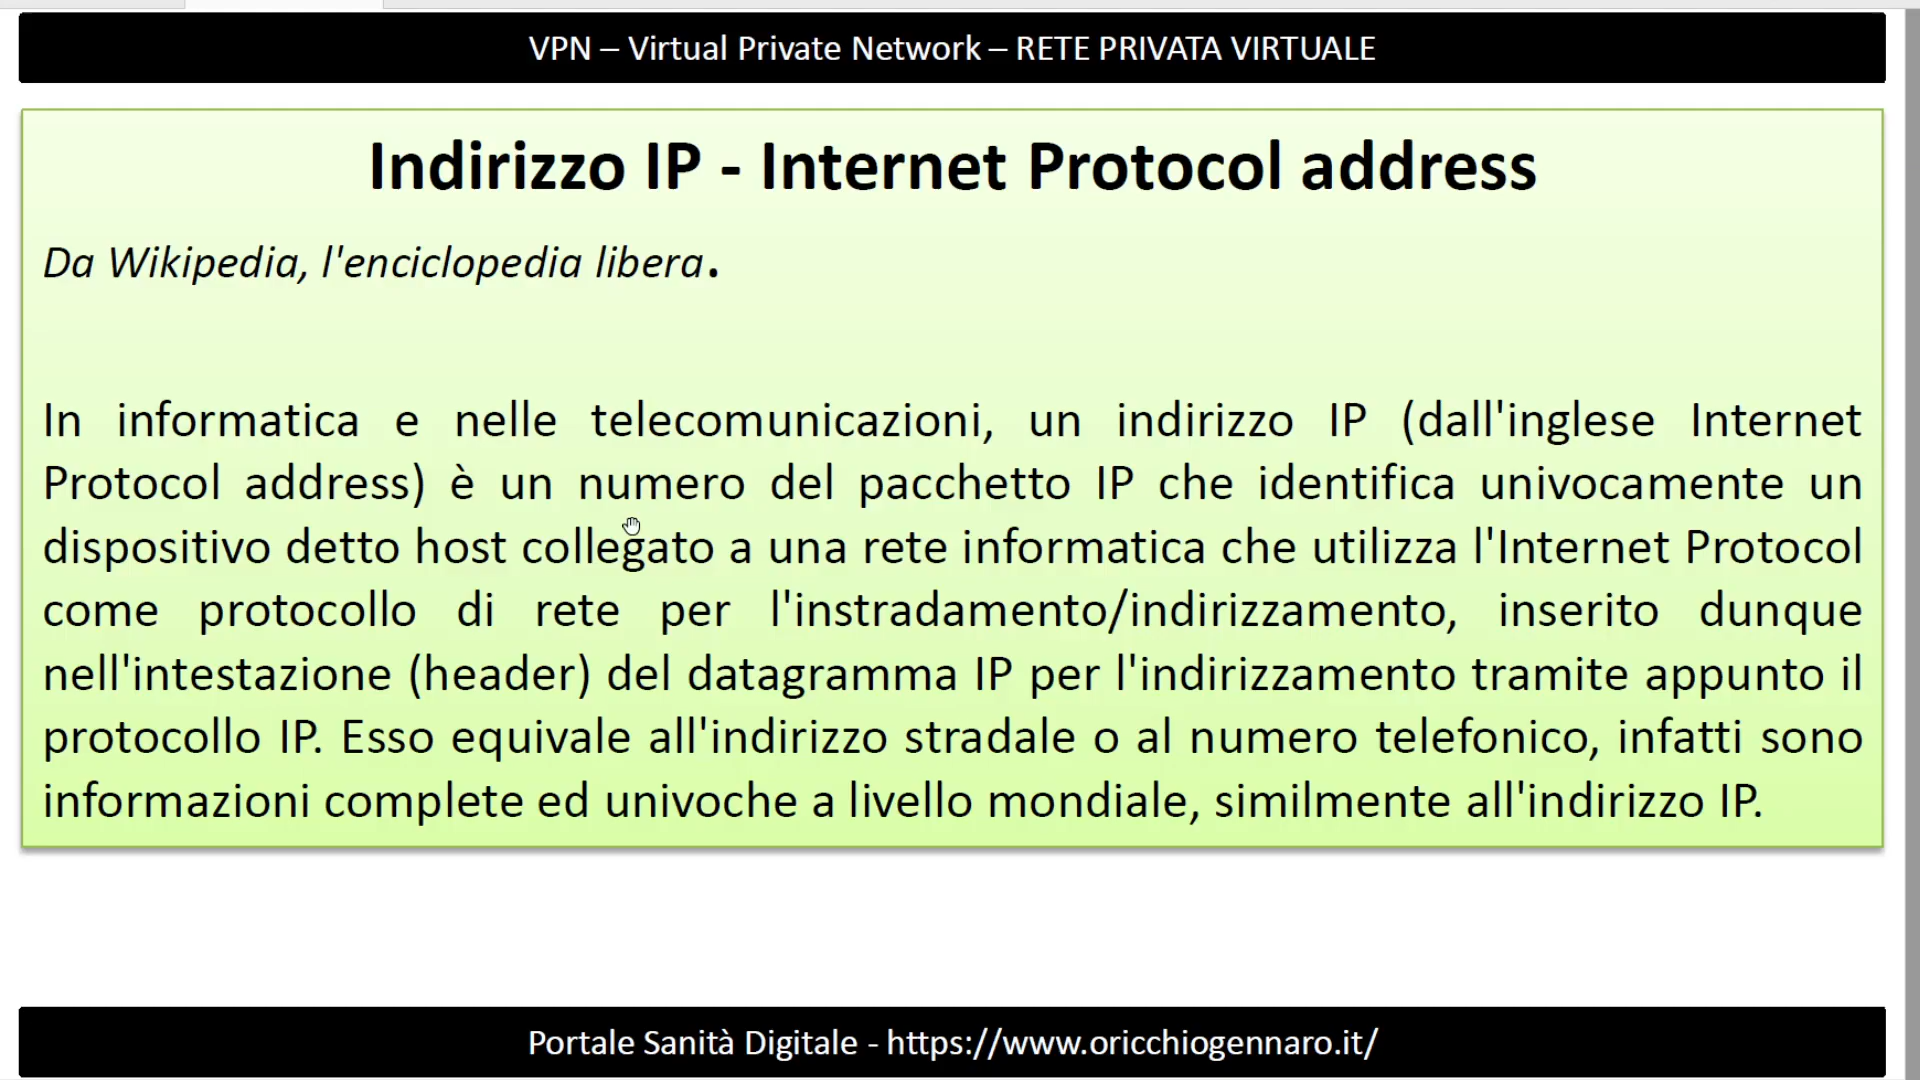 VPN – Virtual Private Network – RETE PRIVATA VIRTUALE
Indirizzo IP - Internet Protocol address
Da Wikipedia, l'enciclopedia libera.
In informatica e nelle telecomunicazioni, un indirizzo IP (dall'inglese Internet
Protocol address) è un numero del pacchetto IP che identifica univocamente un
dispositivo detto host collegato a una rete informatica che utilizza l'Internet Protocol
come protocollo di rete per l'instradamento/indirizzamento, inserito dunque
nell'intestazione (header) del datagramma IP per l'indirizzamento tramite appunto il
protocollo IP. Esso equivale all'indirizzo stradale o al numero telefonico, infatti sono
informazioni complete ed univoche a livello mondiale, similmente all'indirizzo IP.
Portale Sanità Digitale - https://www.oricchiogennaro.it/